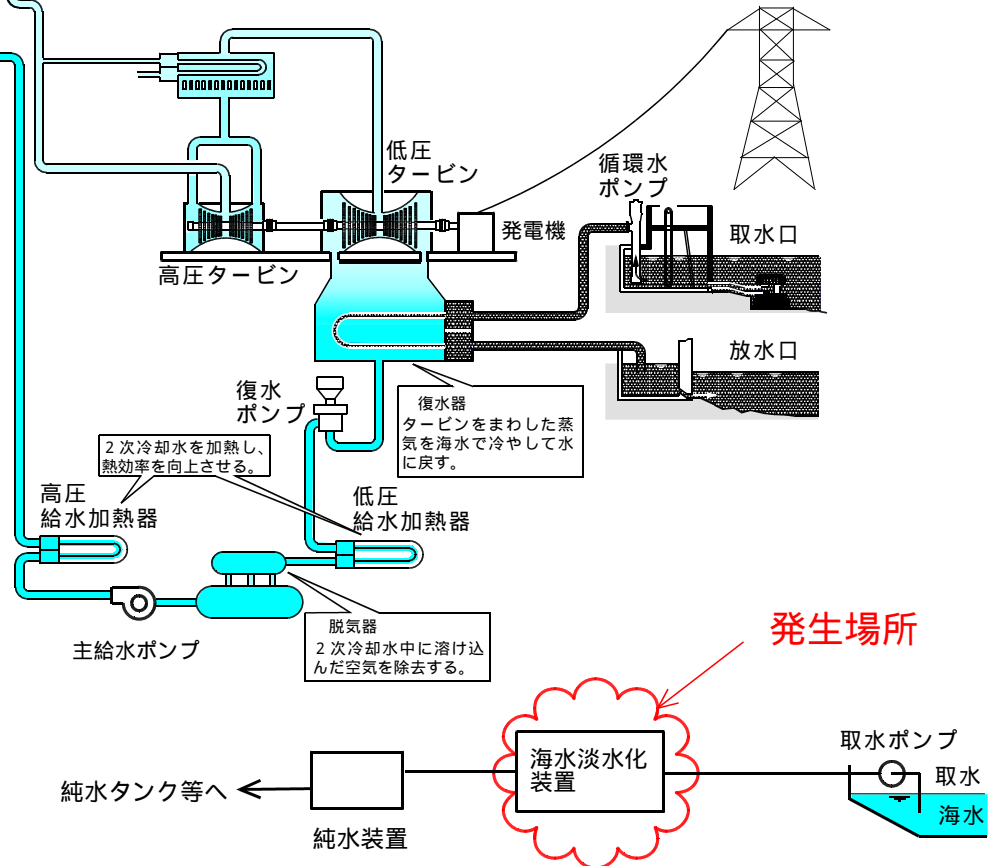 低圧
タービン
循環水
ポンプ
発電機
取水口
高圧タービン
放水口
復水
ポンプ
復水器
タービンをまわした蒸
気を海水で冷やして水
に戻す。
２次冷却水を加熱し、
熱効率を向上させる。
高圧
給水加熱器
低圧
給水加熱器
脱気器
２次冷却水中に溶け込
んだ空気を除去する。
主給水ポンプ
発生場所
海水淡水化
装置
取水ポンプ
取水
海水
純水タンク等へ
純水装置